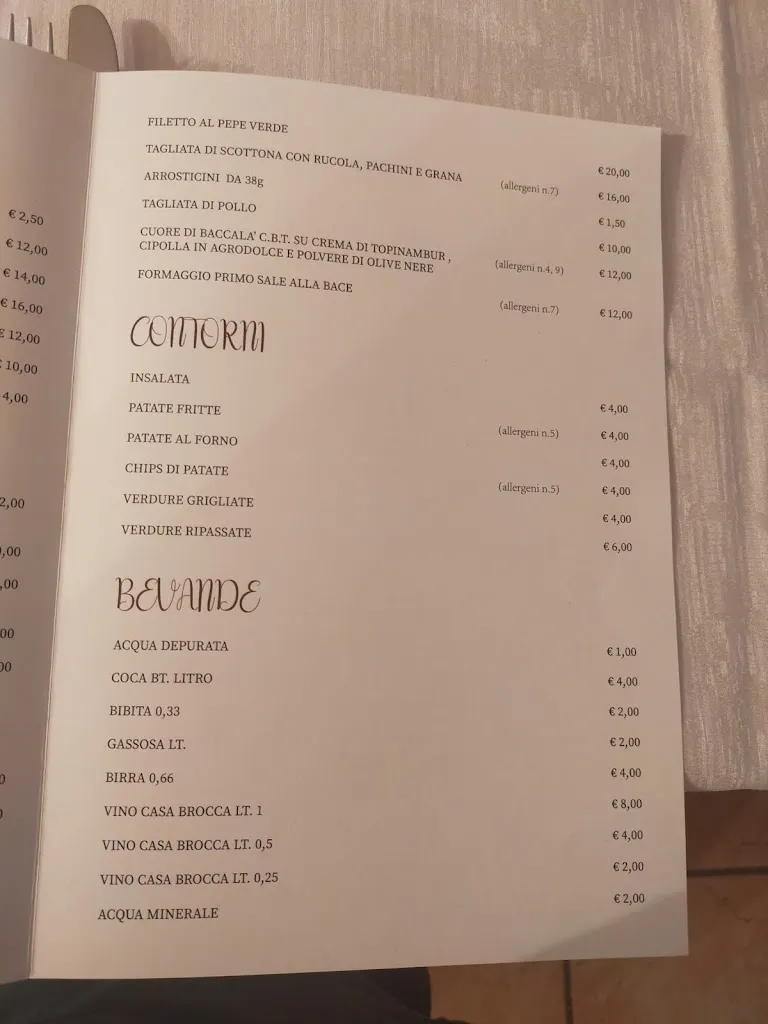 € 2,50
€ 12,00
€ 14,00
€ 16,00
€ 12,00
€ 10,00
4,00
2,00
0,00
,00
00
00
0
FILETTO AL PEPE VERDE € 20,00
TAGLIATA DI SCOTTONA CON RUCOLA, PACHINI E GRANA (allergeni n.7) € 16,00
ARROSTICINI DA 38g € 1,50
TAGLIATA DI POLLO € 10,00
CUORE DI BACCALA' C.B.T. SU CREMA DI TOPINAMBUR ,
CIPOLLA IN AGRODOLCE E POLVERE DI OLIVE NERE (allergeni n.4, 9) € 12,00
FORMAGGIO PRIMO SALE ALLA BACE (allergeni n.7) € 12,00
CONTORNI
INSALATA € 4,00
PATATE FRITTE (allergeni n.5) € 4,00
PATATE AL FORNO € 4,00
CHIPS DI PATATE (allergeni n.5) € 4,00
VERDURE GRIGLIATE € 4,00
VERDURE RIPASSATE € 6,00
BEVANDE
ACQUA DEPURATA € 1,00
COCA BT. LITRO € 4,00
BIBITA 0,33 € 2,00
GASSOSA LT. € 2,00
BIRRA 0,66 € 4,00
VINO CASA BROCCA LT. 1 € 8,00
VINO CASA BROCCA LT. 0,5 € 4,00
VINO CASA BROCCA LT. 0,25 € 2,00
ACQUA MINERALE € 2,00